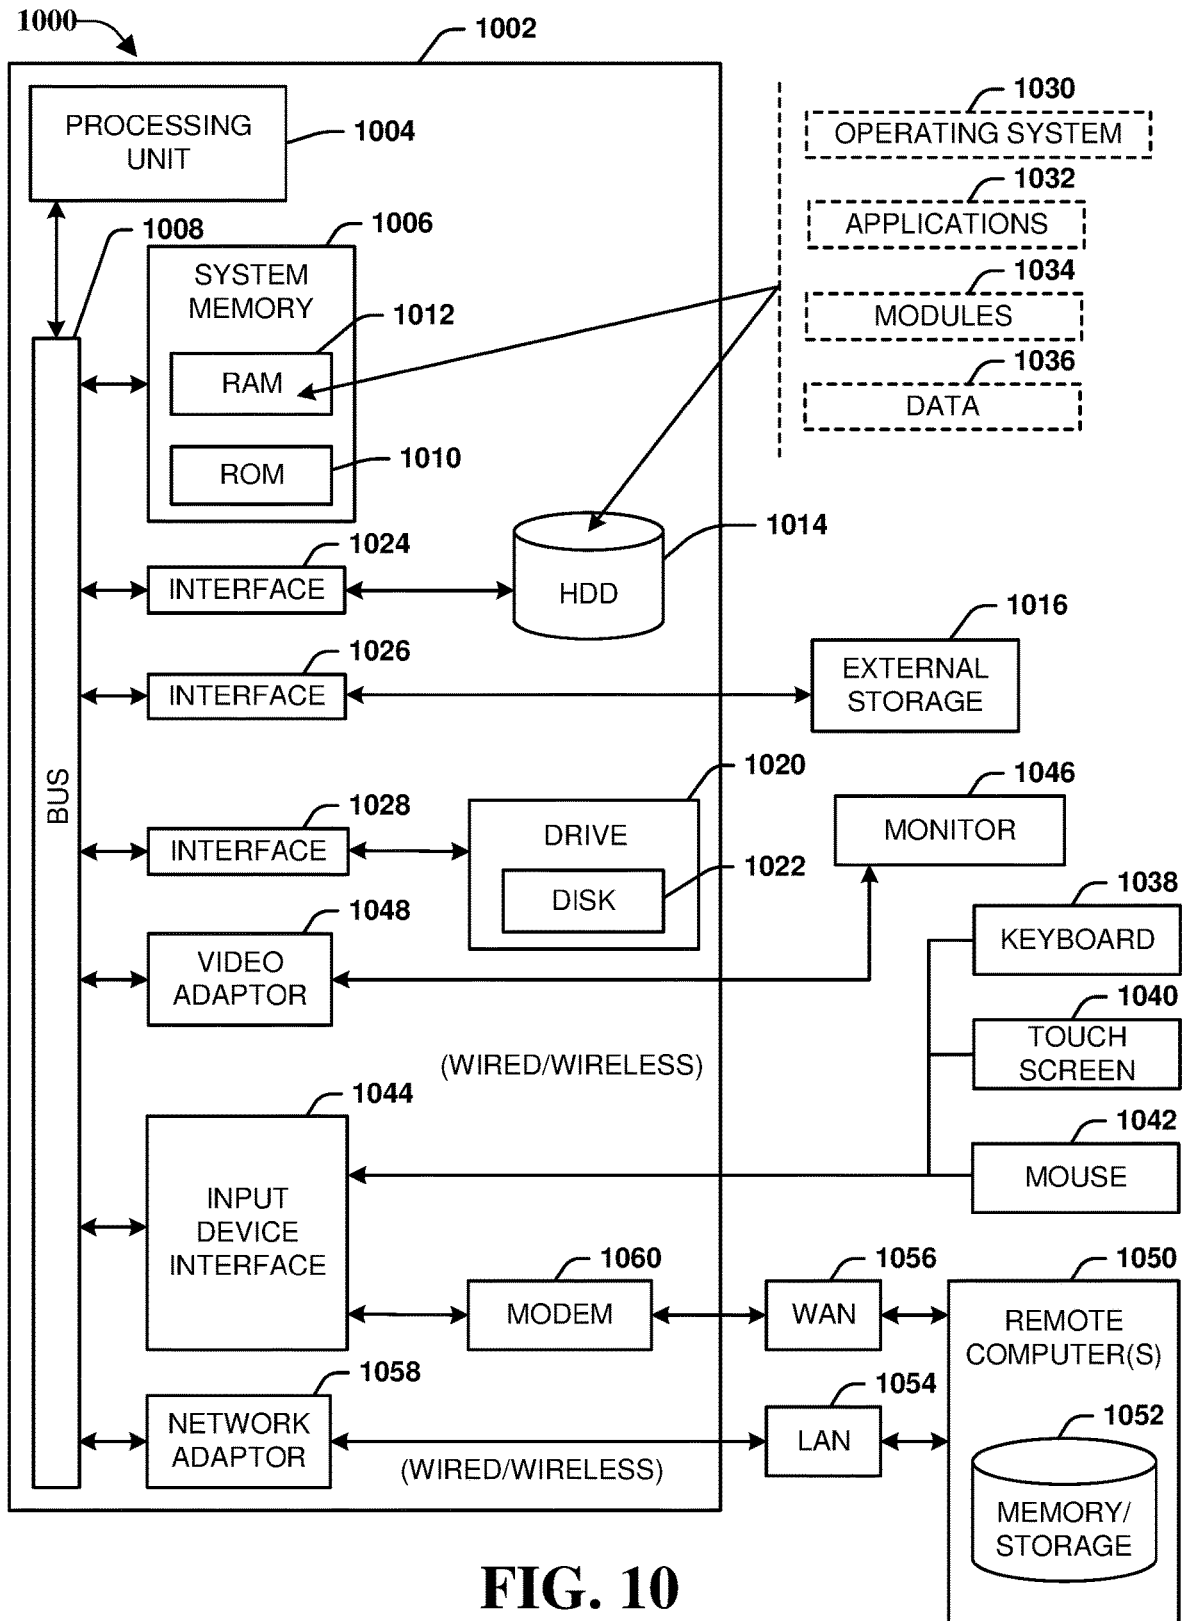 1000
1002
PROCESSING
UNIT
1004
1030
OPERATING SYSTEM
1032
APPLICATIONS
1034
MODULES
1036
DATA
1008
1006
SYSTEM
MEMORY
1012
RAM
1010
ROM
1014
HDD
1024
INTERFACE
1016
EXTERNAL
STORAGE
1026
INTERFACE
BUS
1020
DRIVE
1022
DISK
1028
INTERFACE
1046
MONITOR
1048
VIDEO
ADAPTOR
1038
KEYBOARD
1040
TOUCH
SCREEN
(WIRED/WIRELESS)
1042
MOUSE
1044
INPUT
DEVICE
INTERFACE
1060
MODEM
1056
WAN
1050
REMOTE
COMPUTER(S)
1058
NETWORK
ADAPTOR
(WIRED/WIRELESS)
1054
LAN
1052
MEMORY/
STORAGE
FIG. 10